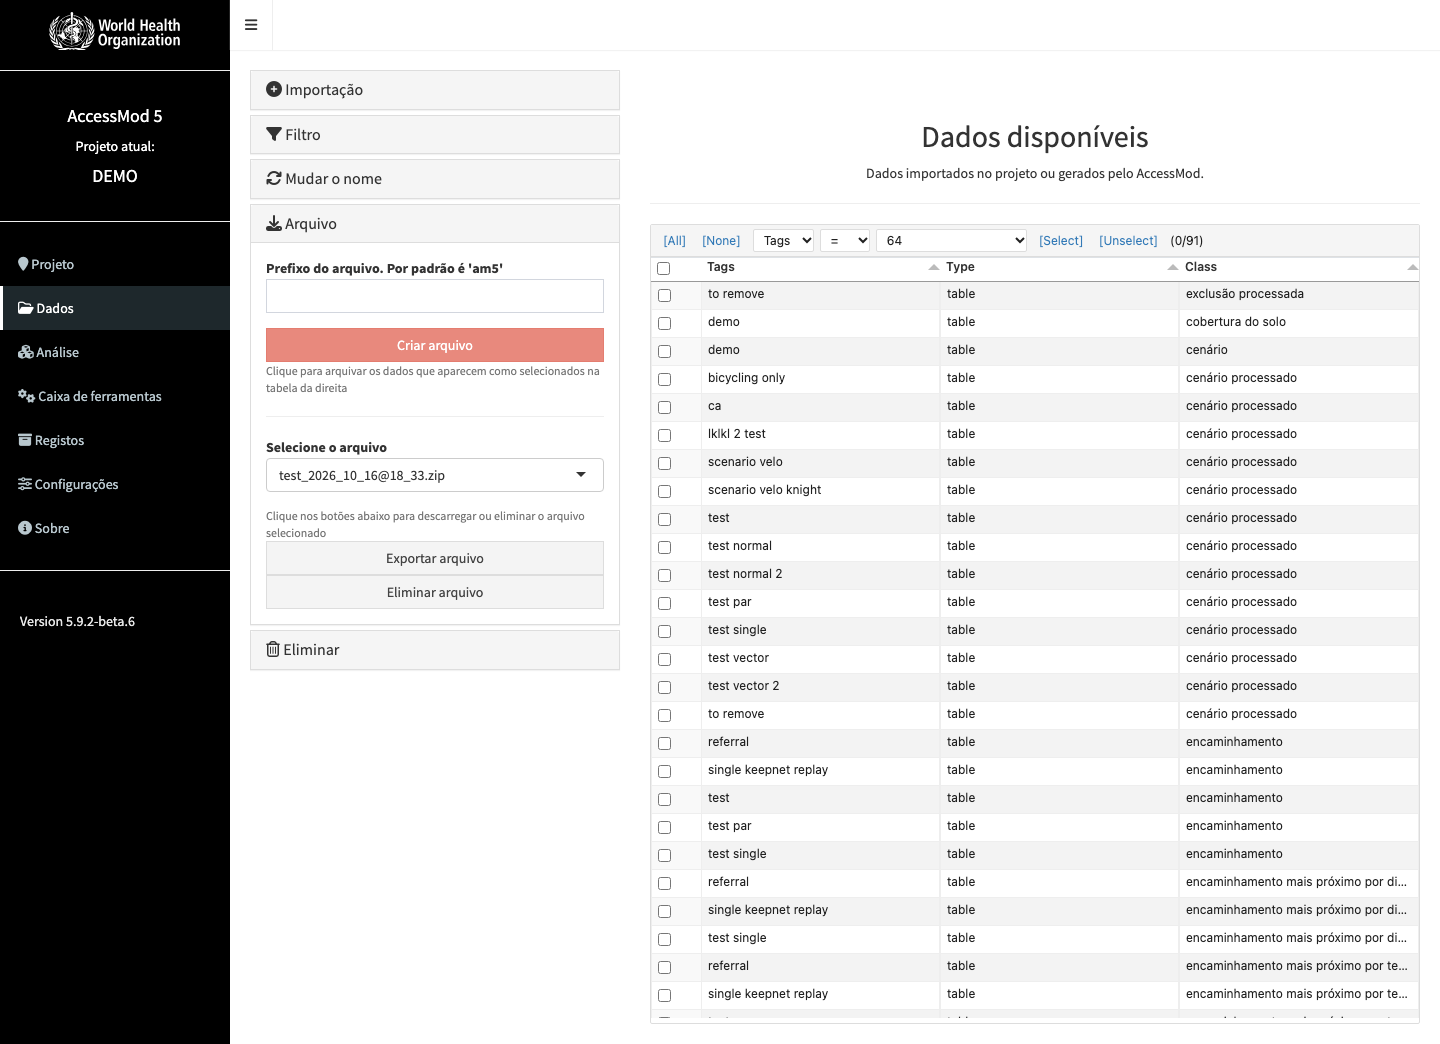 World Health
Organization
AccessMod 5
Projeto atual:
DEMO
Projeto
Dados
Análise
Caixa de ferramentas
Registos
Configurações
Sobre
Version 5.9.2-beta.6
Importação
Filtro
Mudar o nome
Arquivo
Prefixo do arquivo. Por padrão é 'am5'
Criar arquivo
Clique para arquivar os dados que aparecem como selecionados na
tabela da direita
Selecione o arquivo
test_2026_10_16@18_33.zip
Clique nos botões abaixo para descarregar ou eliminar o arquivo
selecionado
Exportar arquivo
Eliminar arquivo
Eliminar
Dados disponíveis
Dados importados no projeto ou gerados pelo AccessMod.
[All] [None] Tags = 64 [Select] [Unselect] (0/91)
Tags Type Class
to remove table exclusão processada
demo table cobertura do solo
demo table cenário
bicycling only table cenário processado
ca table cenário processado
lklkl 2 test table cenário processado
scenario velo table cenário processado
scenario velo knight table cenário processado
test table cenário processado
test normal table cenário processado
test normal 2 table cenário processado
test par table cenário processado
test single table cenário processado
test vector table cenário processado
test vector 2 table cenário processado
to remove table cenário processado
referral table encaminhamento
single keepnet replay table encaminhamento
test table encaminhamento
test par table encaminhamento
test single table encaminhamento
referral table encaminhamento mais próximo por di...
single keepnet replay table encaminhamento mais próximo por di...
test single table encaminhamento mais próximo por di...
referral table encaminhamento mais próximo por te...
single keepnet replay table encaminhamento mais próximo por te...